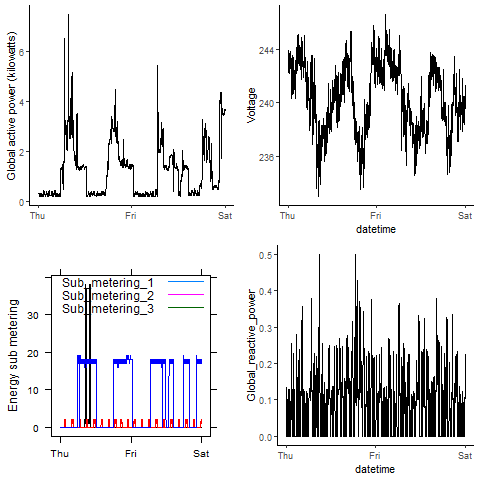 Global active power (kilowatts)
6
4
2
0
Thu
Fri
Sat
Voltage
244
240
236
Thu
Fri
Sat
datetime
Energy sub metering
30
20
10
0
Sub_metering_1
Sub_metering_2
Sub_metering_3
Thu
Fri
Sat
Global_reactive_power
0.5
0.4
0.3
0.2
0.1
0.0
Thu
Fri
Sat
datetime